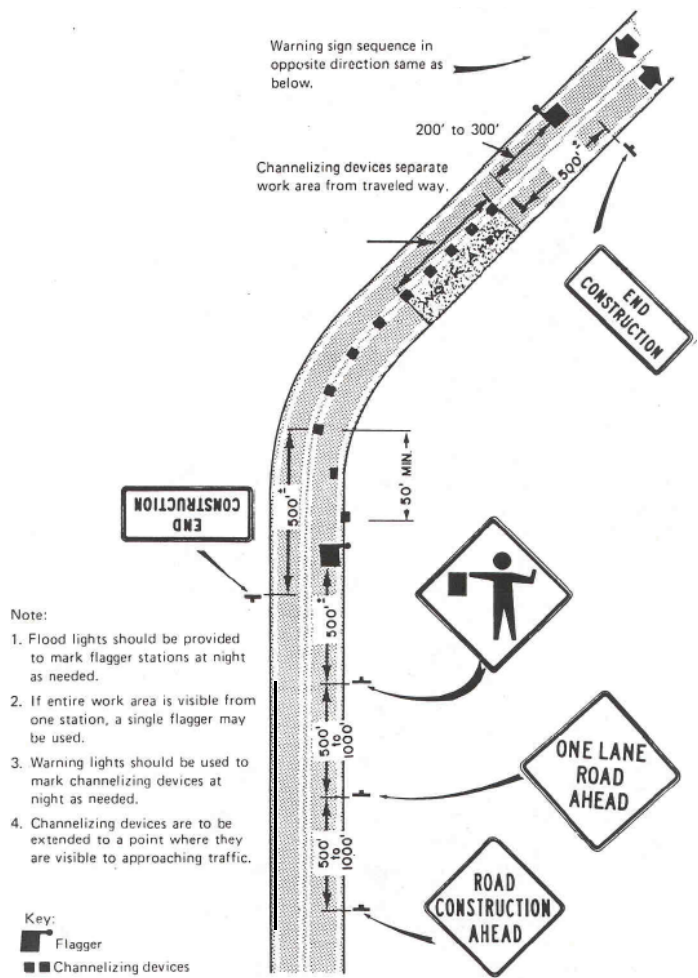 Warning sign sequence in
opposite direction same as
below.
200' to 300'
Channelizing devices separate
work area from traveled way.
500'±
WORK AREA
END
CONSTRUCTION
500'±
50' MIN.
END
CONSTRUCTION
500'±
Note:
1. Flood lights should be provided
to mark flagger stations at night
as needed.
2. If entire work area is visible from
one station, a single flagger may
be used.
3. Warning lights should be used to
mark channelizing devices at
night as needed.
4. Channelizing devices are to be
extended to a point where they
are visible to approaching traffic.
500'
to
1000'
ONE LANE
ROAD
AHEAD
500'
to
1000'
ROAD
CONSTRUCTION
AHEAD
Key:
Flagger
Channelizing devices